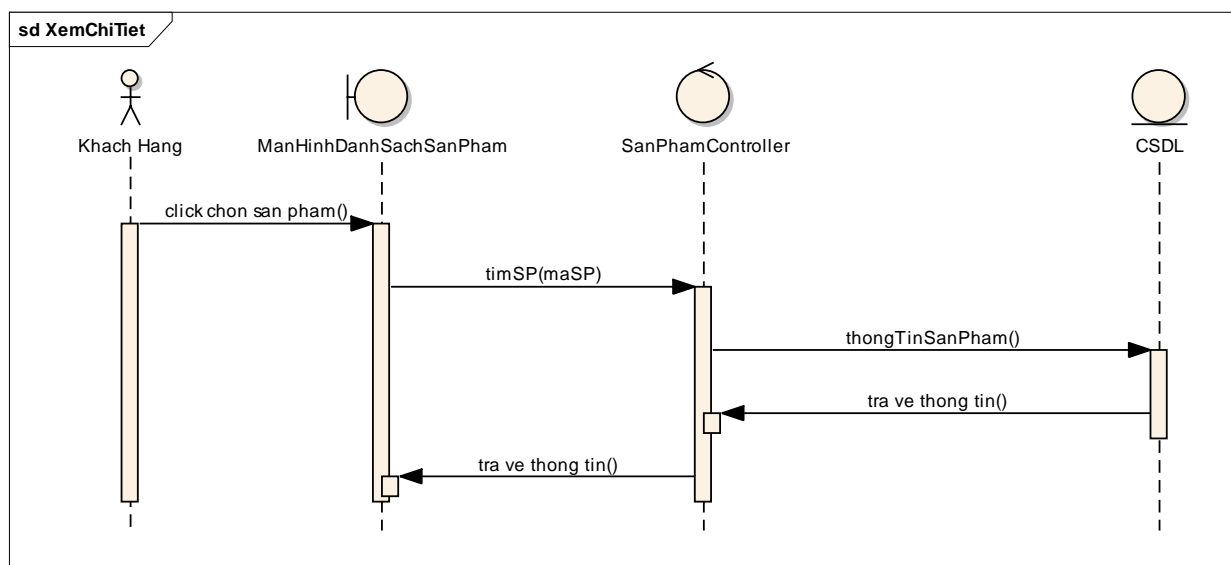 sd XemChiTiet
Khach Hang
ManHinhDanhSachSanPham
SanPhamController
CSDL
click chon san pham()
timSP(maSP)
thongTinSanPham()
tra ve thong tin()
tra ve thong tin()